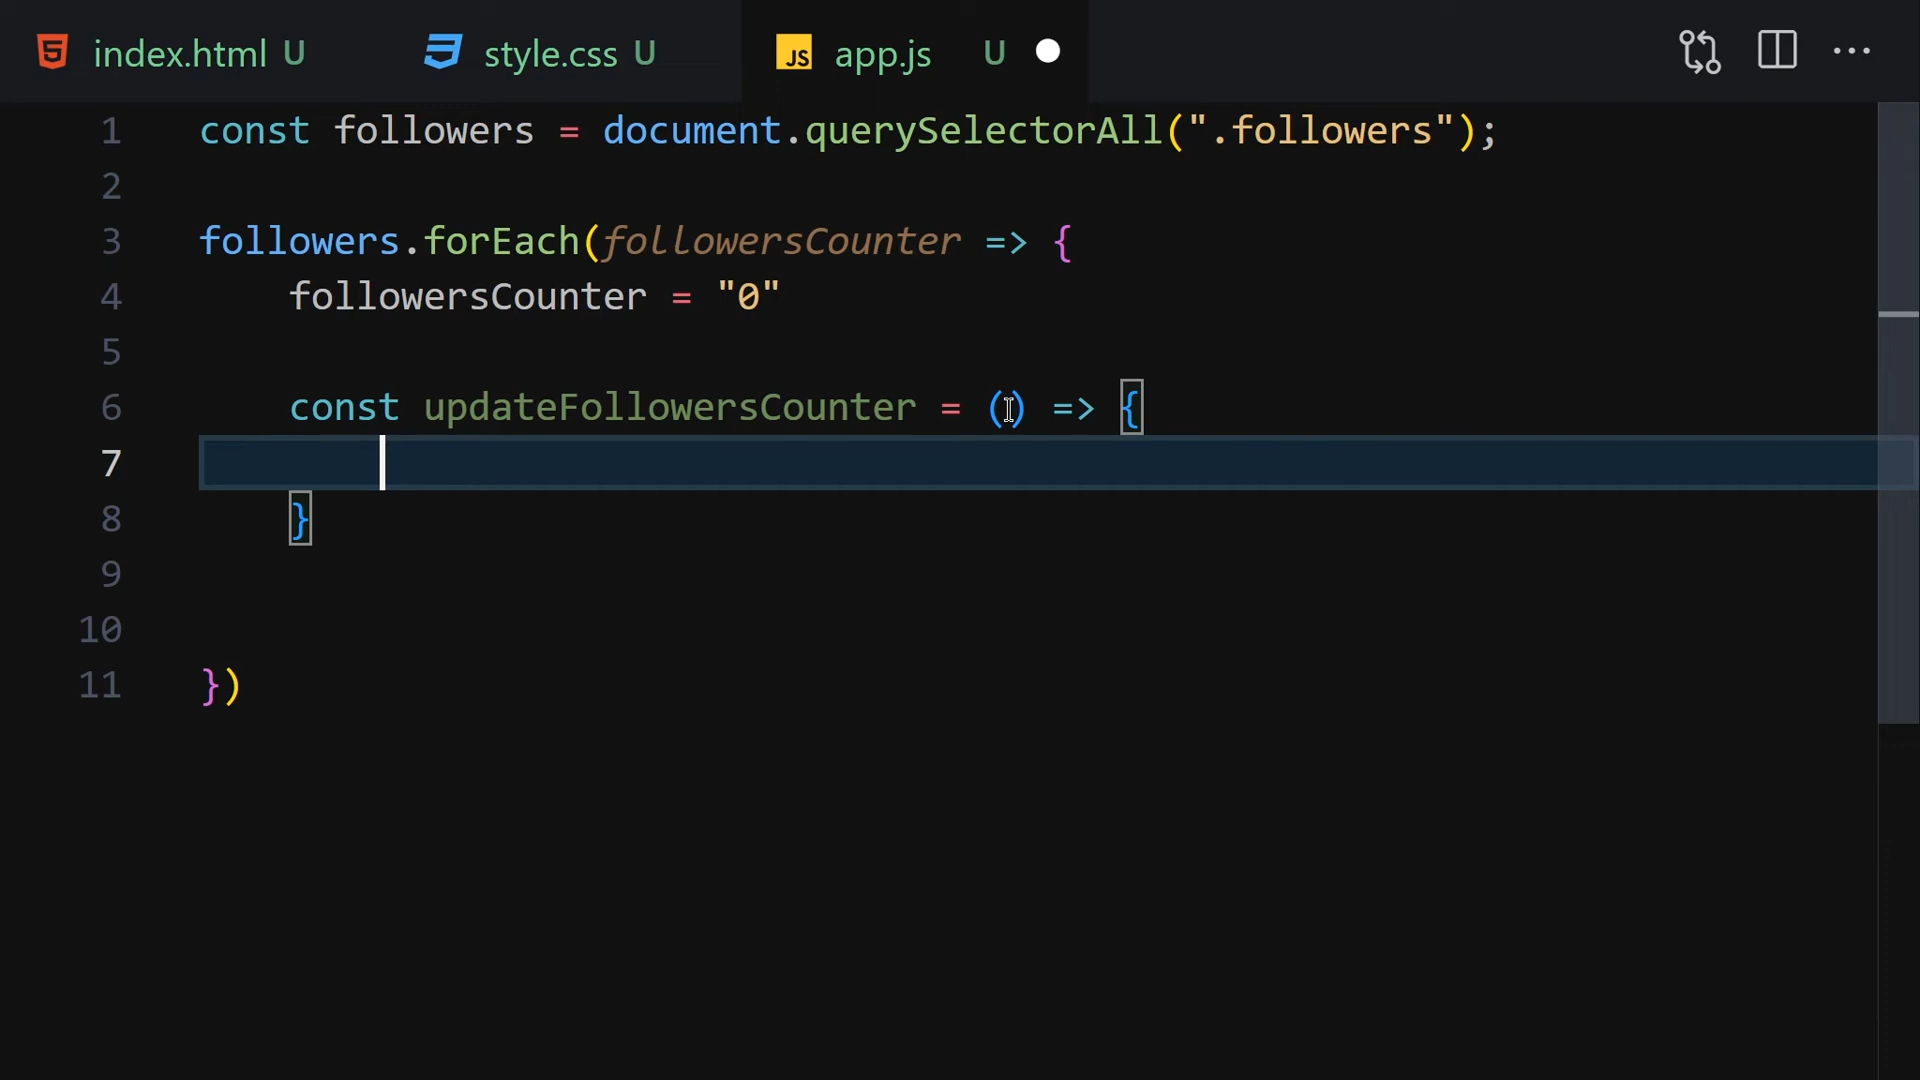 index.html U style.css U JS app.js U
1 const followers = document.querySelectorAll(".followers");
2
3 followers.forEach(followersCounter => {
4     followersCounter = "0"
5
6     const updateFollowersCounter = () => {
7
8     }
9
10
11 })